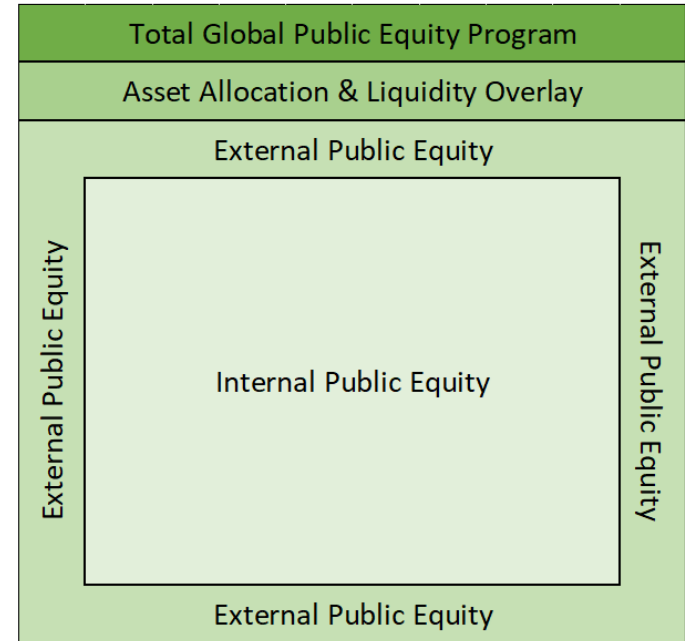 Total Global Public Equity Program
Asset Allocation & Liquidity Overlay
External Public Equity
External Public Equity
Internal Public Equity
External Public Equity
External Public Equity